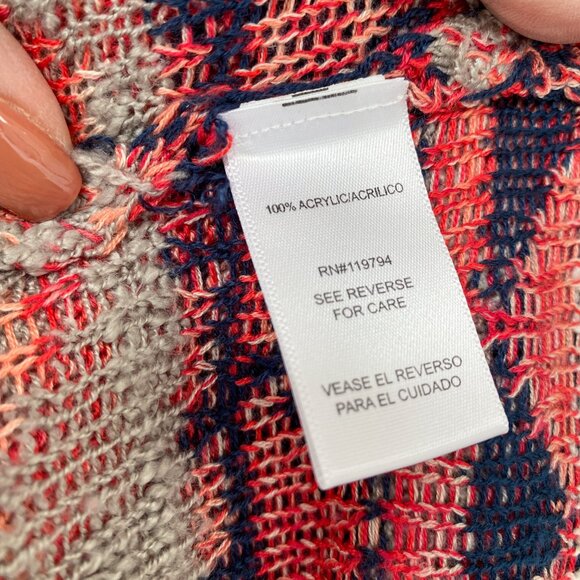 100% ACRYLIC/ACRILICO
RN#119794
SEE REVERSE
FOR CARE
VEASE EL REVERSO
PARA EL CUIDADO